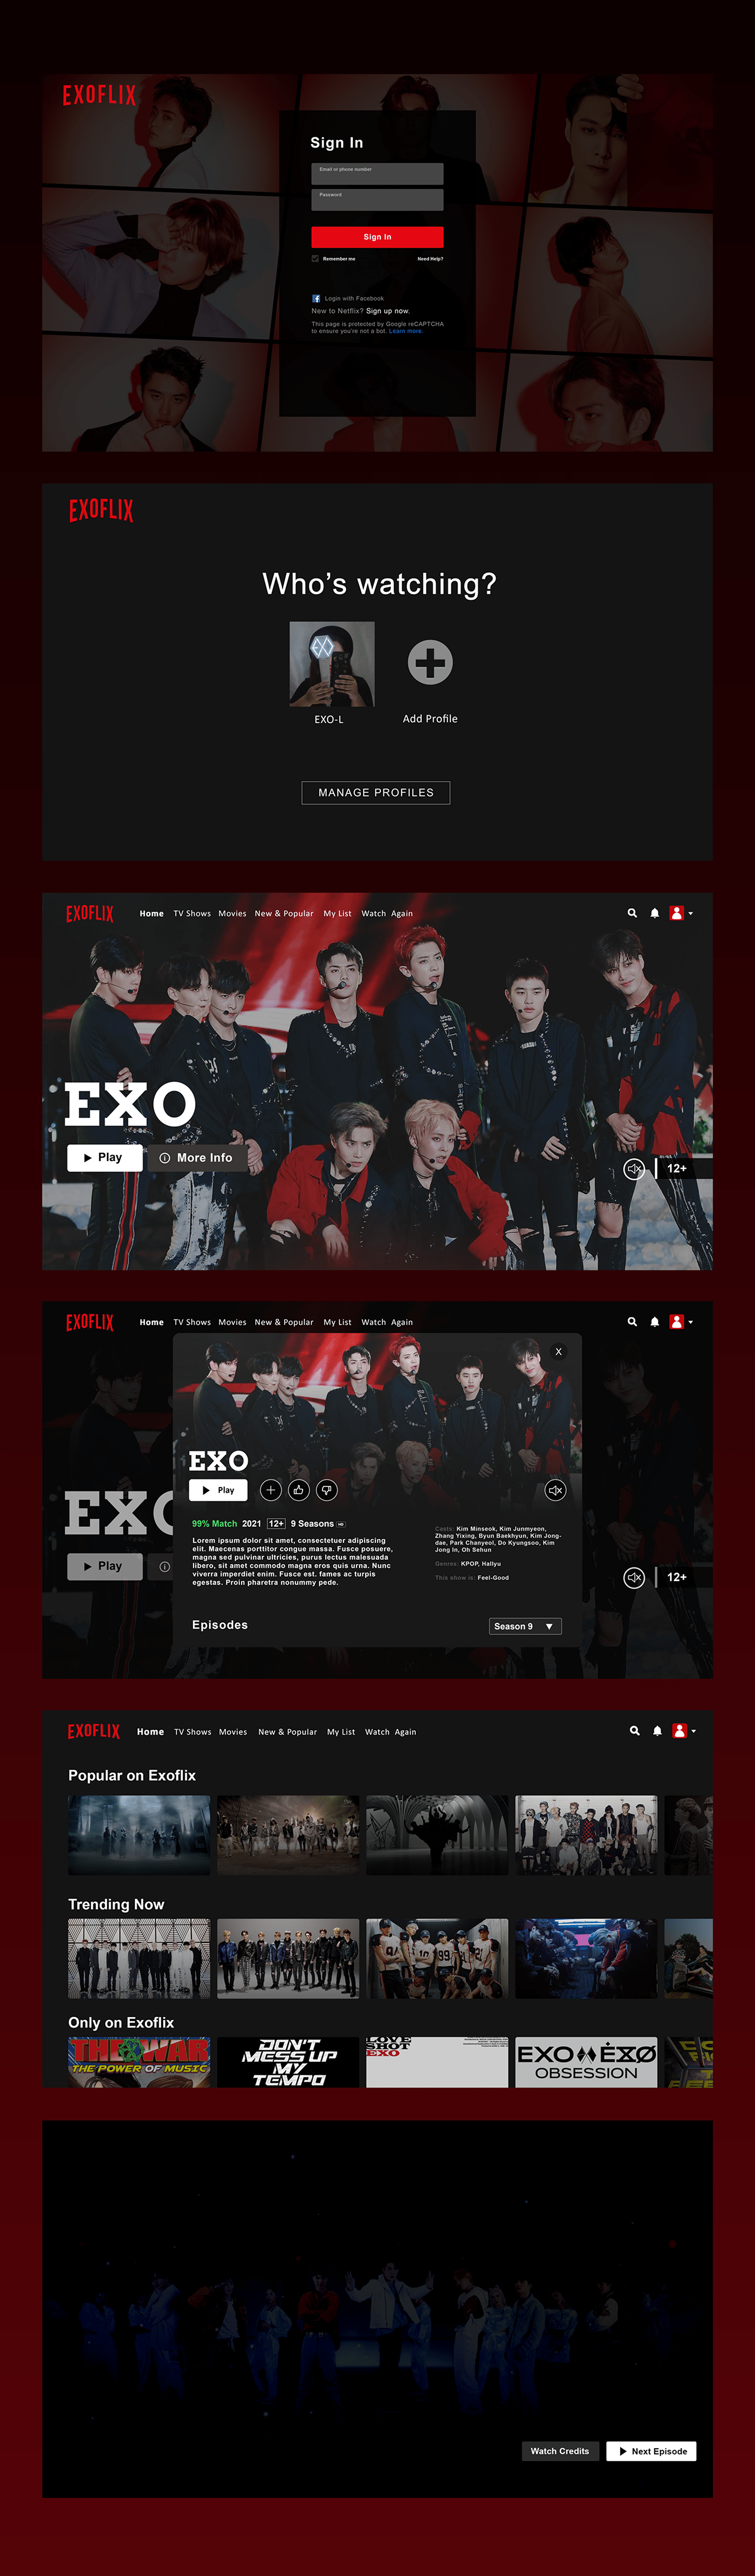 EXOFLIX
Sign In
Email or phone number
Password
Sign In
Remember me
Need Help?
Login with Facebook
New to Netflix? Sign up now.
This page is protected by Google reCAPTCHA
to ensure you're not a bot. Learn more.
EXOFLIX
Who's watching?
EXO-L
Add Profile
MANAGE PROFILES
EXOFLIX
Home TV Shows Movies New & Popular My List Watch Again
EXO
Play
More Info
12+
EXOFLIX
Home TV Shows Movies New & Popular My List Watch Again
X
EXO
Play
99% Match 2021 12+ 9 Seasons HD
Lorem ipsum dolor sit amet, consectetuer adipiscing
elit. Maecenas porttitor congue massa. Fusce posuere,
magna sed pulvinar ultricies, purus lectus malesuada
libero, sit amet commodo magna eros quis urna. Nunc
viverra imperdiet enim. Fusce est. fames ac turpis
egestas. Proin pharetra nonummy pede.
Casts: Kim Minseok, Kim Junmyeon,
Zhang Yixing, Byun Baekhyun, Kim Jong-
dae, Park Chanyeol, Do Kyungsoo, Kim
Jong In, Oh Sehun
Genres: KPOP, Hallyu
This show is: Feel-Good
Episodes
Season 9
EXO
Play
12+
EXOFLIX
Home TV Shows Movies New & Popular My List Watch Again
Popular on Exoflix
Trending Now
Only on Exoflix
THE WAR
THE POWER OF MUSIC
DON'T
MESS UP
MY
TEMPO
LOVE
SHOT
EXO
EXO EXO
OBSESSION
Watch Credits
Next Episode